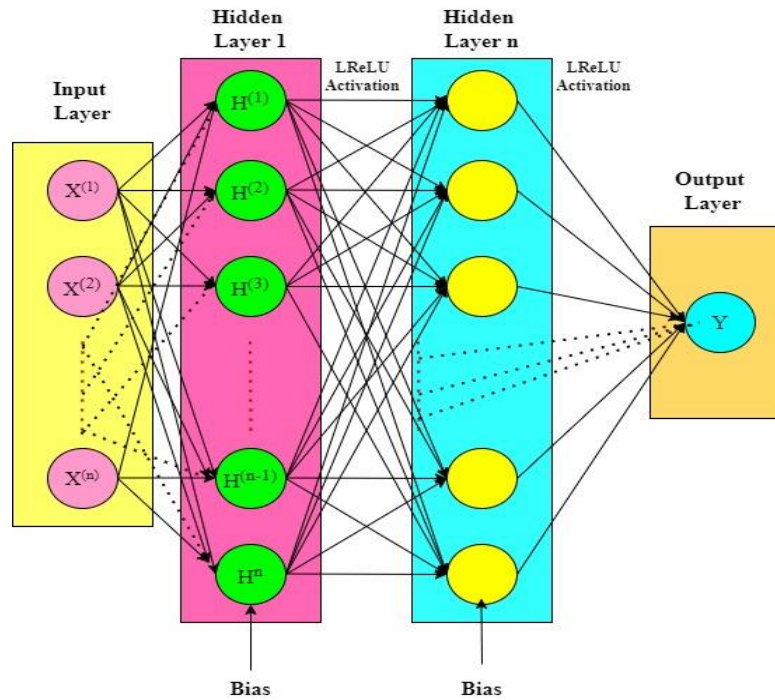 Input
Layer
X(1)
X(2)
X(n)
Hidden
Layer 1
H(1)
H(2)
H(3)
H(n-1)
Hn
Bias
LReLU
Activation
Hidden
Layer n
Bias
LReLU
Activation
Output
Layer
Y